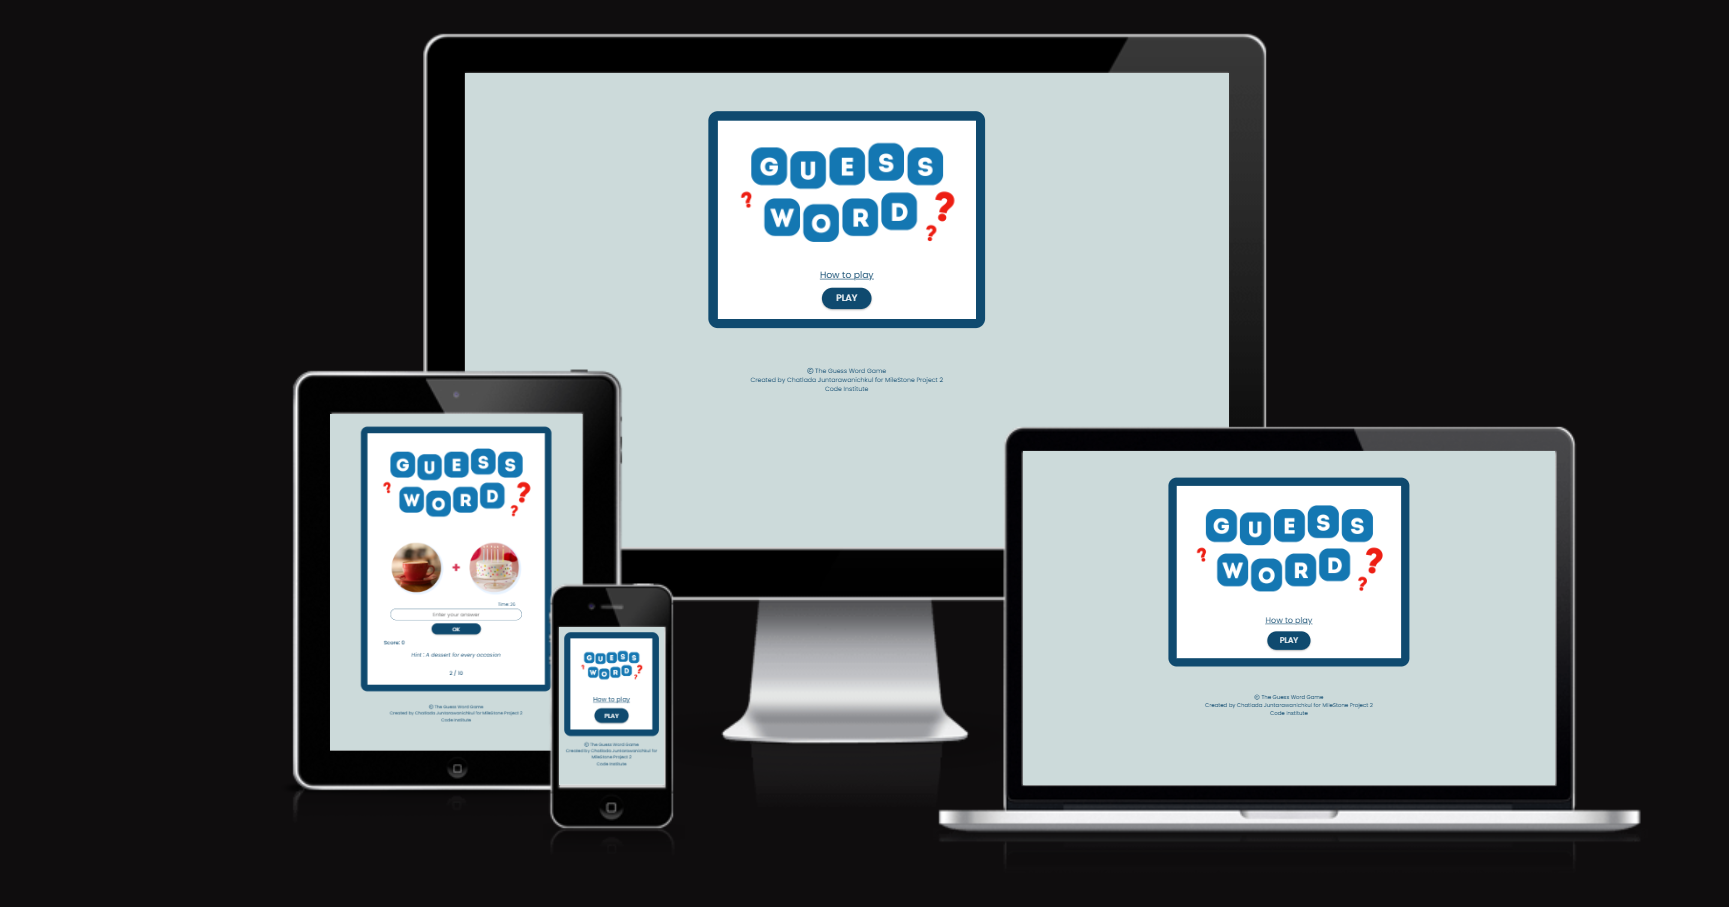 GUESS
? WORD ?
?
How to play
PLAY
© The Guess Word Game
Created by Chatlada Juntarawanichkul for MileStone Project 2
Code Institute
GUESS
? WORD ?
?
+
Time: 25
Enter your answer
OK
Score: 0
Hint : A dessert for every occasion
2 / 10
© The Guess Word Game
Created by Chatlada Juntarawanichkul for MileStone Project 2
Code Institute
GUESS
? WORD ?
?
How to play
PLAY
© The Guess Word Game
Created by Chatlada Juntarawanichkul for
MileStone Project 2
Code Institute
GUESS
? WORD ?
?
How to play
PLAY
© The Guess Word Game
Created by Chatlada Juntarawanichkul for MileStone Project 2
Code Institute